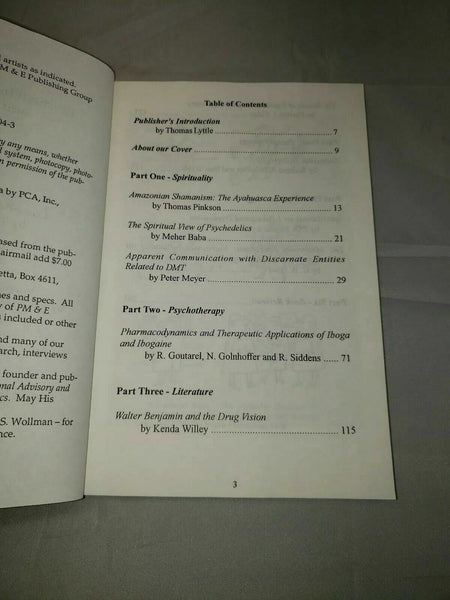 artists as indicated.
PM & E Publishing Group
04-3
any means, whether
system, photocopy, photo-
permission of the pub-
by PCA, Inc.,
from the pub-
airmail add $7.00
etta, Box 4611,
es and specs. All
of PM & E
included or other
and many of our
arch, interviews
founder and pub-
onal Advisory and
cs. May His
S. Wollman – for
nce.
Table of Contents
Publisher's Introduction
by Thomas Lyttle ................................ 7
About our Cover ................................ 9
Part One - Spirituality
Amazonian Shamanism: The Ayahuasca Experience
by Thomas Pinkson ................................ 13
The Spiritual View of Psychedelics
by Meher Baba ................................ 21
Apparent Communication with Discarnate Entities
Related to DMT
by Peter Meyer ................................ 29
Part Two - Psychotherapy
Pharmacodynamics and Therapeutic Applications of Iboga
and Ibogaine
by R. Goutarel, N. Golnhoffer and R. Siddens ...... 71
Part Three - Literature
Walter Benjamin and the Drug Vision
by Kenda Willey ................................ 115
3